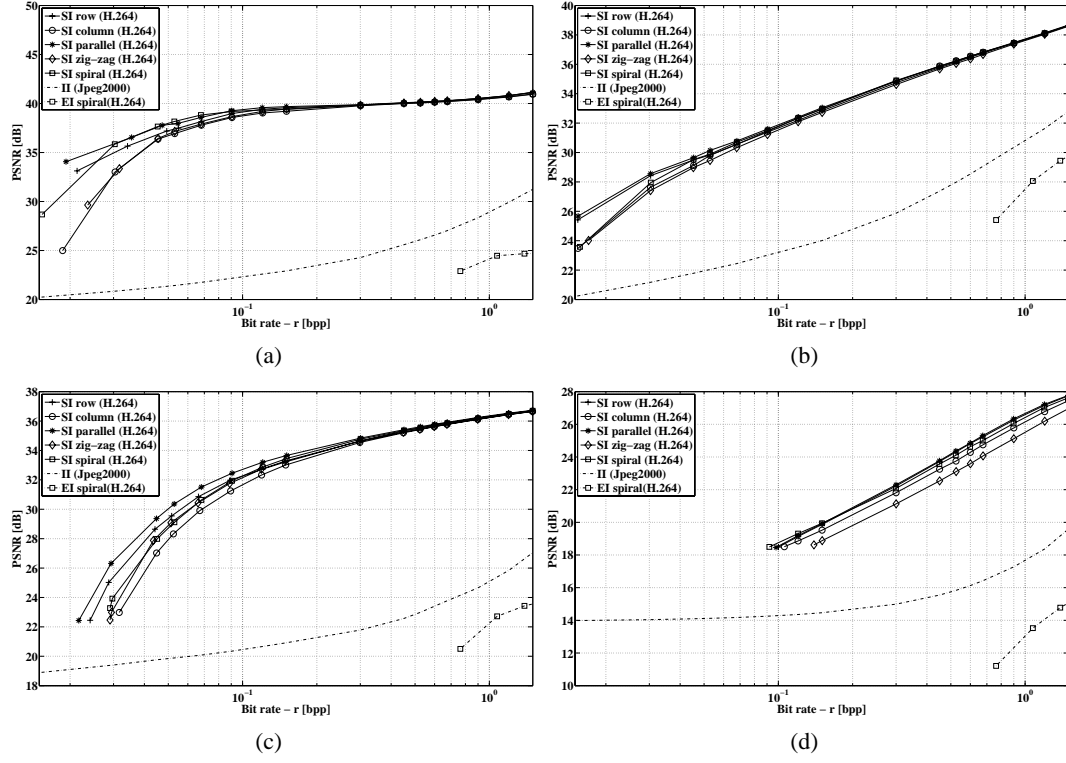 SI row (H.264)
SI column (H.264)
SI parallel (H.264)
SI zig-zag (H.264)
SI spiral (H.264)
II (Jpeg2000)
EI spiral(H.264)
50
45
40
35
30
25
20
PSNR [dB]
10^-1
10^0
Bit rate - r [bpp]
(a)
SI row (H.264)
SI column (H.264)
SI parallel (H.264)
SI zig-zag (H.264)
SI spiral (H.264)
II (Jpeg2000)
EI spiral(H.264)
40
38
36
34
32
30
28
26
24
22
20
PSNR [dB]
10^-1
10^0
Bit rate - r [bpp]
(b)
SI row (H.264)
SI column (H.264)
SI parallel (H.264)
SI zig-zag (H.264)
SI spiral (H.264)
II (Jpeg2000)
EI spiral(H.264)
38
36
34
32
30
28
26
24
22
20
18
PSNR [dB]
10^-1
10^0
Bit rate - r [bpp]
(c)
SI row (H.264)
SI column (H.264)
SI parallel (H.264)
SI zig-zag (H.264)
SI spiral (H.264)
II (Jpeg2000)
EI spiral(H.264)
28
26
24
22
20
18
16
14
12
10
PSNR [dB]
10^-1
10^0
Bit rate - r [bpp]
(d)